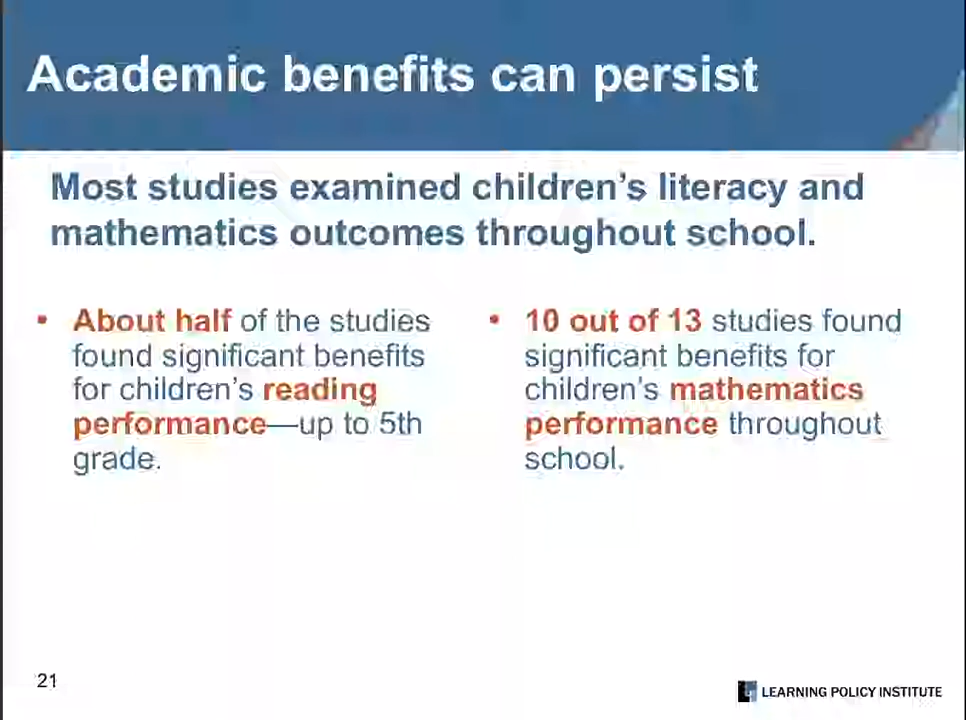 Academic benefits can persist
Most studies examined children's literacy and
mathematics outcomes throughout school.
• About half of the studies
found significant benefits
for children's reading
performance—up to 5th
grade.
• 10 out of 13 studies found
significant benefits for
children's mathematics
performance throughout
school.
21
LEARNING POLICY INSTITUTE